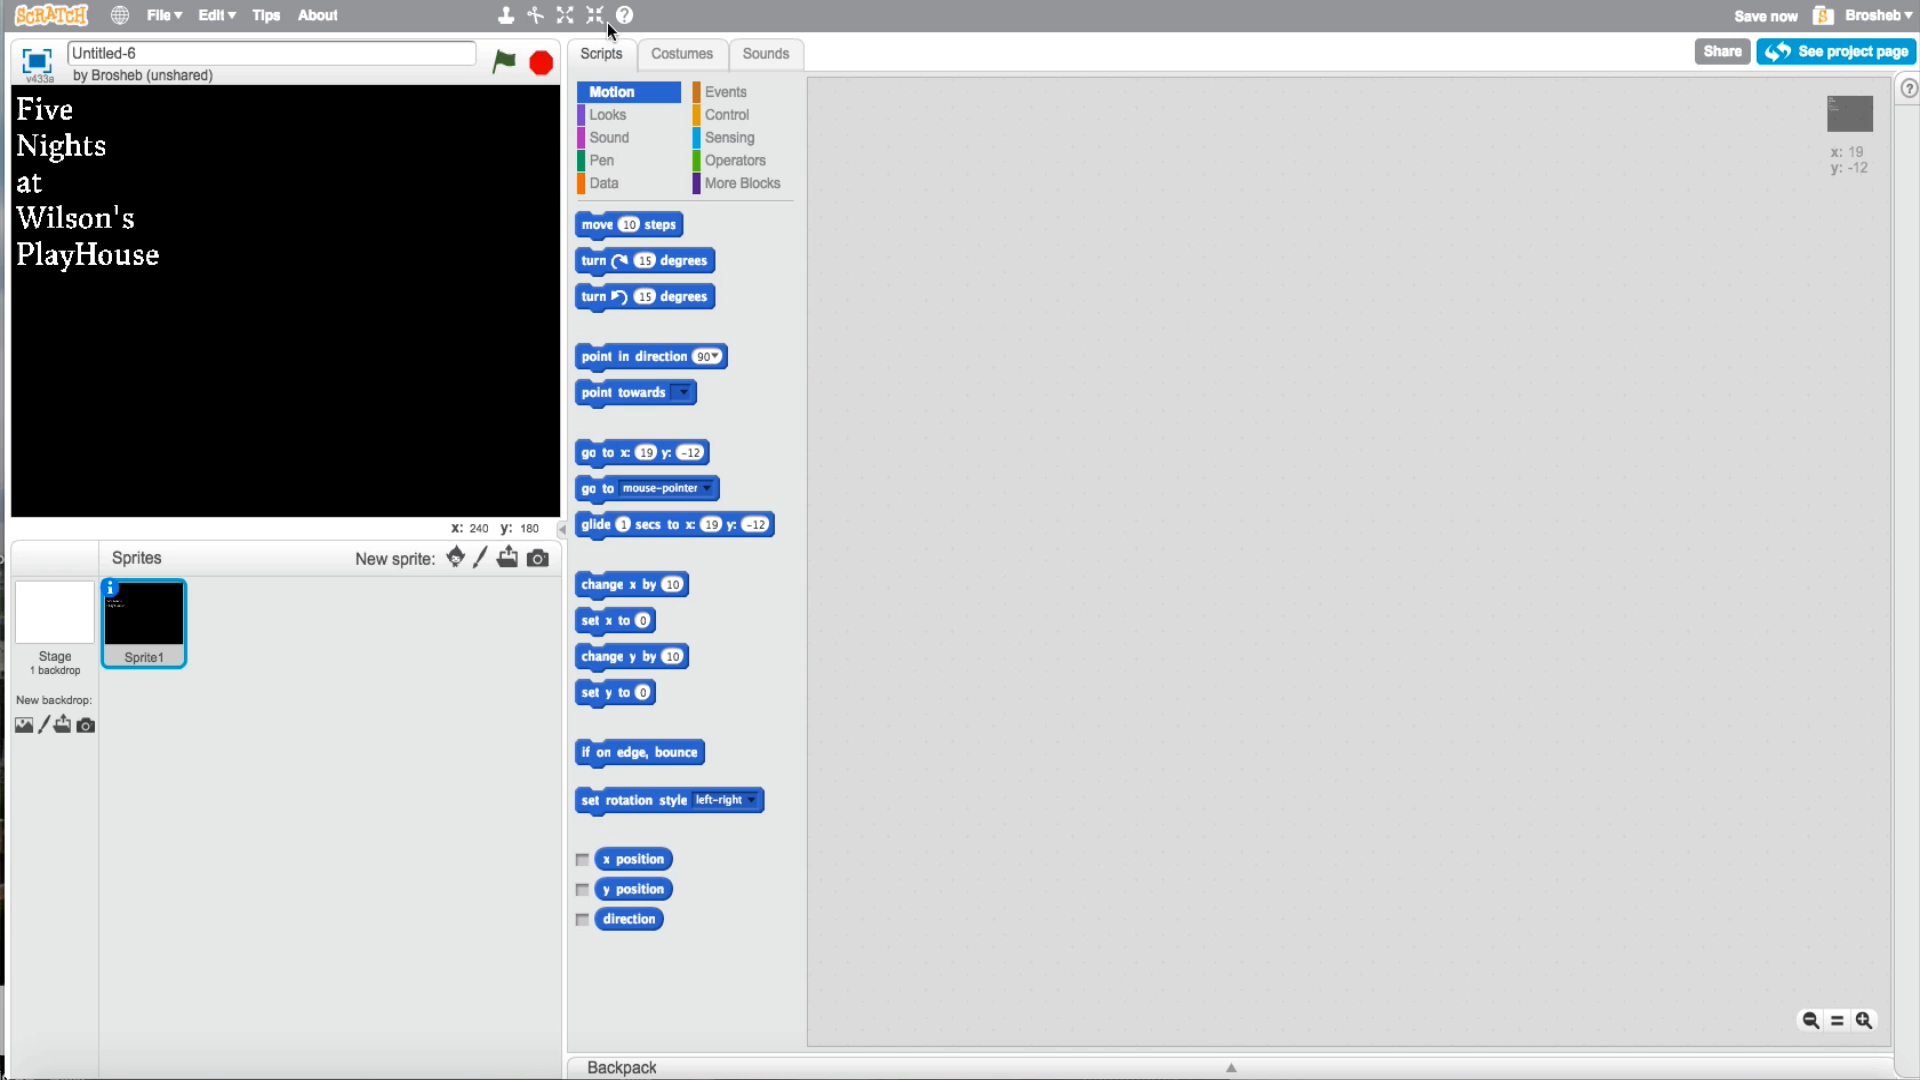 SCRATCH File Edit Tips About Save now Brosheb
Untitled-6
v433a
by Brosheb (unshared)
Scripts Costumes Sounds
Share See project page
Five
Nights
at
Wilson's
PlayHouse
Motion Events
Looks Control
Sound Sensing
Pen Operators
Data More Blocks
x: 19
y: -12
move 10 steps
turn 15 degrees
turn 15 degrees
point in direction 90
point towards
go to x: 19 y: -12
go to mouse-pointer
glide 1 secs to x: 19 y: -12
change x by 10
set x to 0
change y by 10
set y to 0
if on edge, bounce
set rotation style left-right
x position
y position
direction
x: 240 y: 180
Sprites New sprite:
Stage
1 backdrop
Sprite1
New backdrop:
Backpack